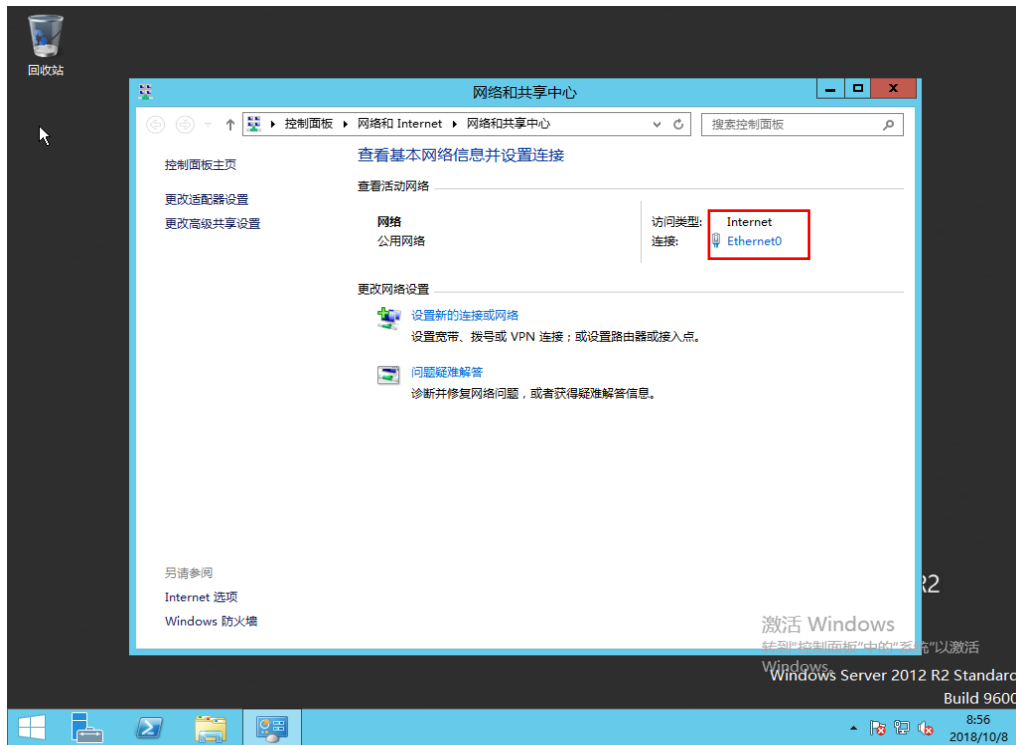 回收站
网络和共享中心
控制面板 网络和 Internet 网络和共享中心
搜索控制面板
控制面板主页
更改适配器设置
更改高级共享设置
查看基本网络信息并设置连接
查看活动网络
网络
公用网络
访问类型: Internet
连接: Ethernet0
更改网络设置
设置新的连接或网络
设置宽带、拨号或 VPN 连接；或设置路由器或接入点。
问题疑难解答
诊断并修复网络问题，或者获得疑难解答信息。
另请参阅
Internet 选项
Windows 防火墙
R2
激活 Windows
转到"控制面板"中的"系统"以激活
Windows。
Windows Server 2012 R2 Standard
Build 9600
8:56
2018/10/8